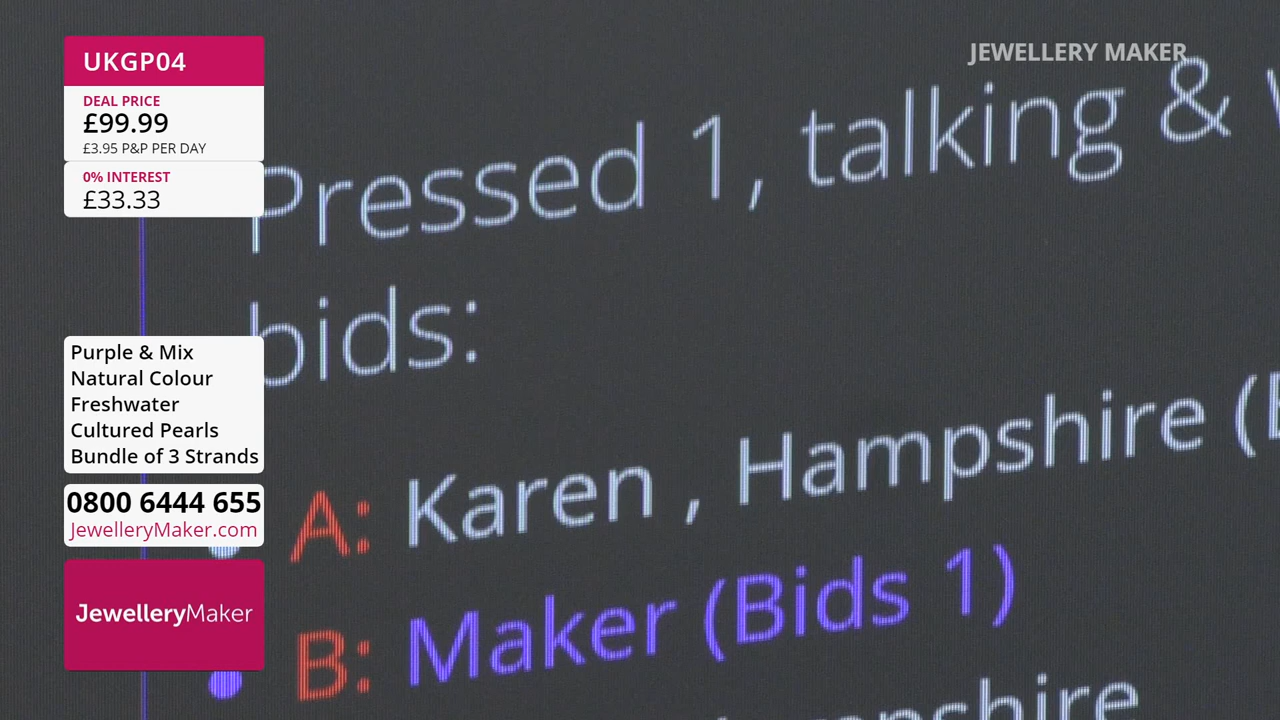 UKGP04
DEAL PRICE
£99.99
£3.95 P&P PER DAY
0% INTEREST
£33.33
Purple & Mix
Natural Colour
Freshwater
Cultured Pearls
Bundle of 3 Strands
0800 6444 655
JewelleryMaker.com
JewelleryMaker
JEWELLERY MAKER
Pressed 1, talking &
bids:
A: Karen , Hampshire (
B: Maker (Bids 1)